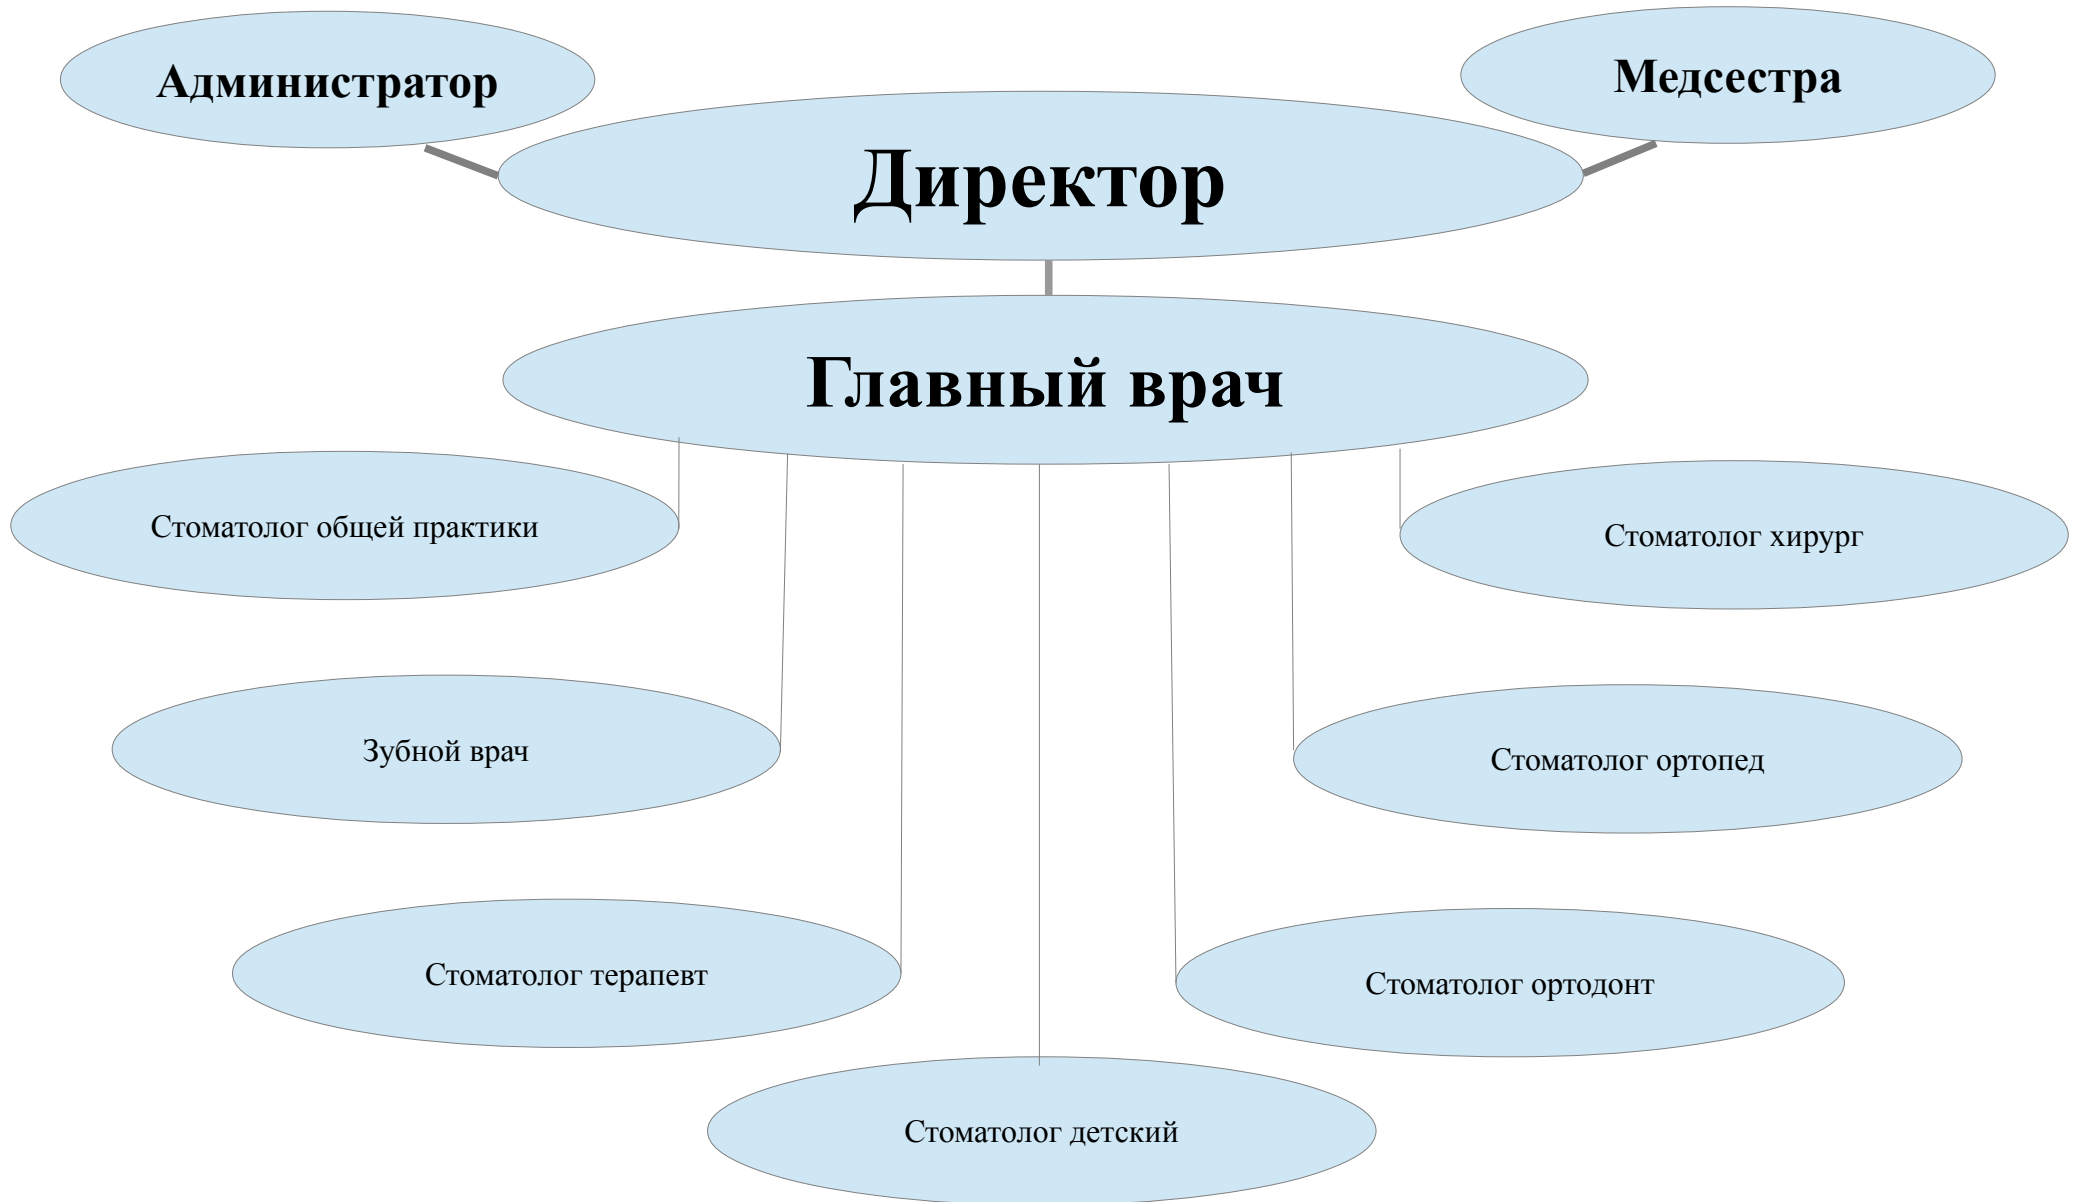 Администратор
Медсестра
Директор
Главный врач
Стоматолог общей практики
Стоматолог хирург
Зубной врач
Стоматолог ортопед
Стоматолог терапевт
Стоматолог ортодонт
Стоматолог детский